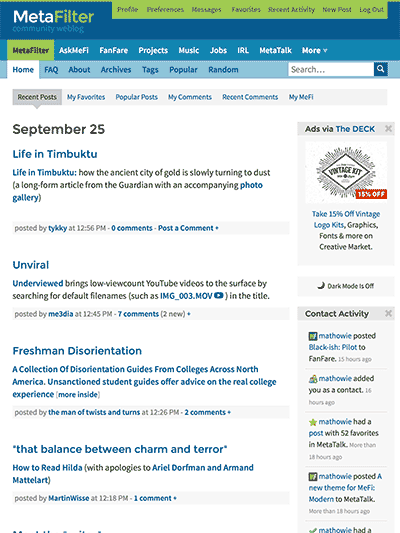 MetaFilter
community weblog
Profile Preferences Messages Favorites Recent Activity New Post Log Out
MetaFilter AskMeFi FanFare Projects Music Jobs IRL MetaTalk More
Home FAQ About Archives Tags Popular Random
Search...
Recent Posts My Favorites Popular Posts My Comments Recent Comments My MeFi
September 25
Life in Timbuktu
Life in Timbuktu: how the ancient city of gold is slowly turning to dust
(a long-form article from the Guardian with an accompanying photo
gallery)
posted by tykky at 12:56 PM - 0 comments - Post a Comment +
Unviral
Underviewed brings low-viewcount YouTube videos to the surface by
searching for default filenames (such as IMG_003.MOV ) in the title.
posted by me3dia at 12:45 PM - 7 comments (2 new) +
Freshman Disorientation
A Collection Of Disorientation Guides From Colleges Across North
America. Unsanctioned student guides offer advice on the real college
experience [more inside]
posted by the man of twists and turns at 12:26 PM - 2 comments +
"that balance between charm and terror"
How to Read Hilda (with apologies to Ariel Dorfman and Armand
Mattelart)
posted by MartinWisse at 12:18 PM - 1 comment +
Ads via The DECK
VINTAGE KIT
15% OFF
Take 15% Off Vintage
Logo Kits, Graphics,
Fonts & more on
Creative Market.
Dark Mode Is Off
Contact Activity
mathowie posted
Black-ish: Pilot to
FanFare. 15 hours ago
mathowie added
you as a contact. 16
hours ago
mathowie had a
post with 52 favorites
in MetaTalk. More than
18 hours ago
mathowie posted A
new theme for MeFi:
Modern to MetaTalk.
More than 18 hours ago
mathowie had a